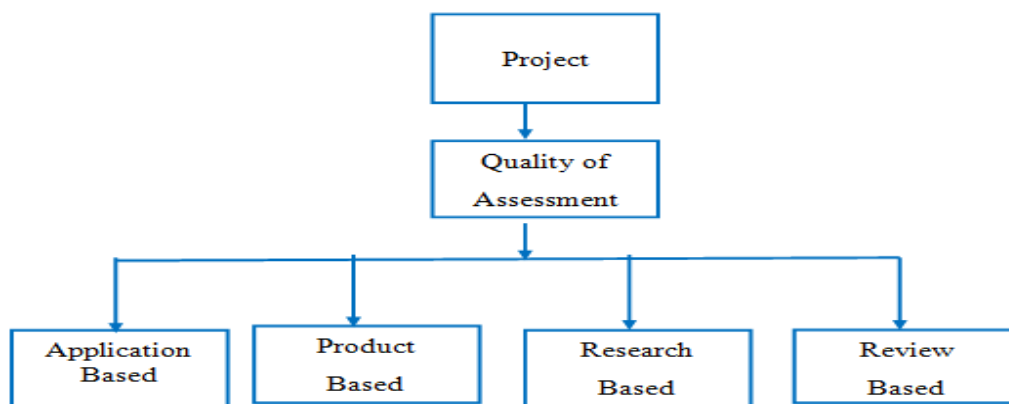 Project
Quality of
Assessment
Application
Based
Product
Based
Research
Based
Review
Based